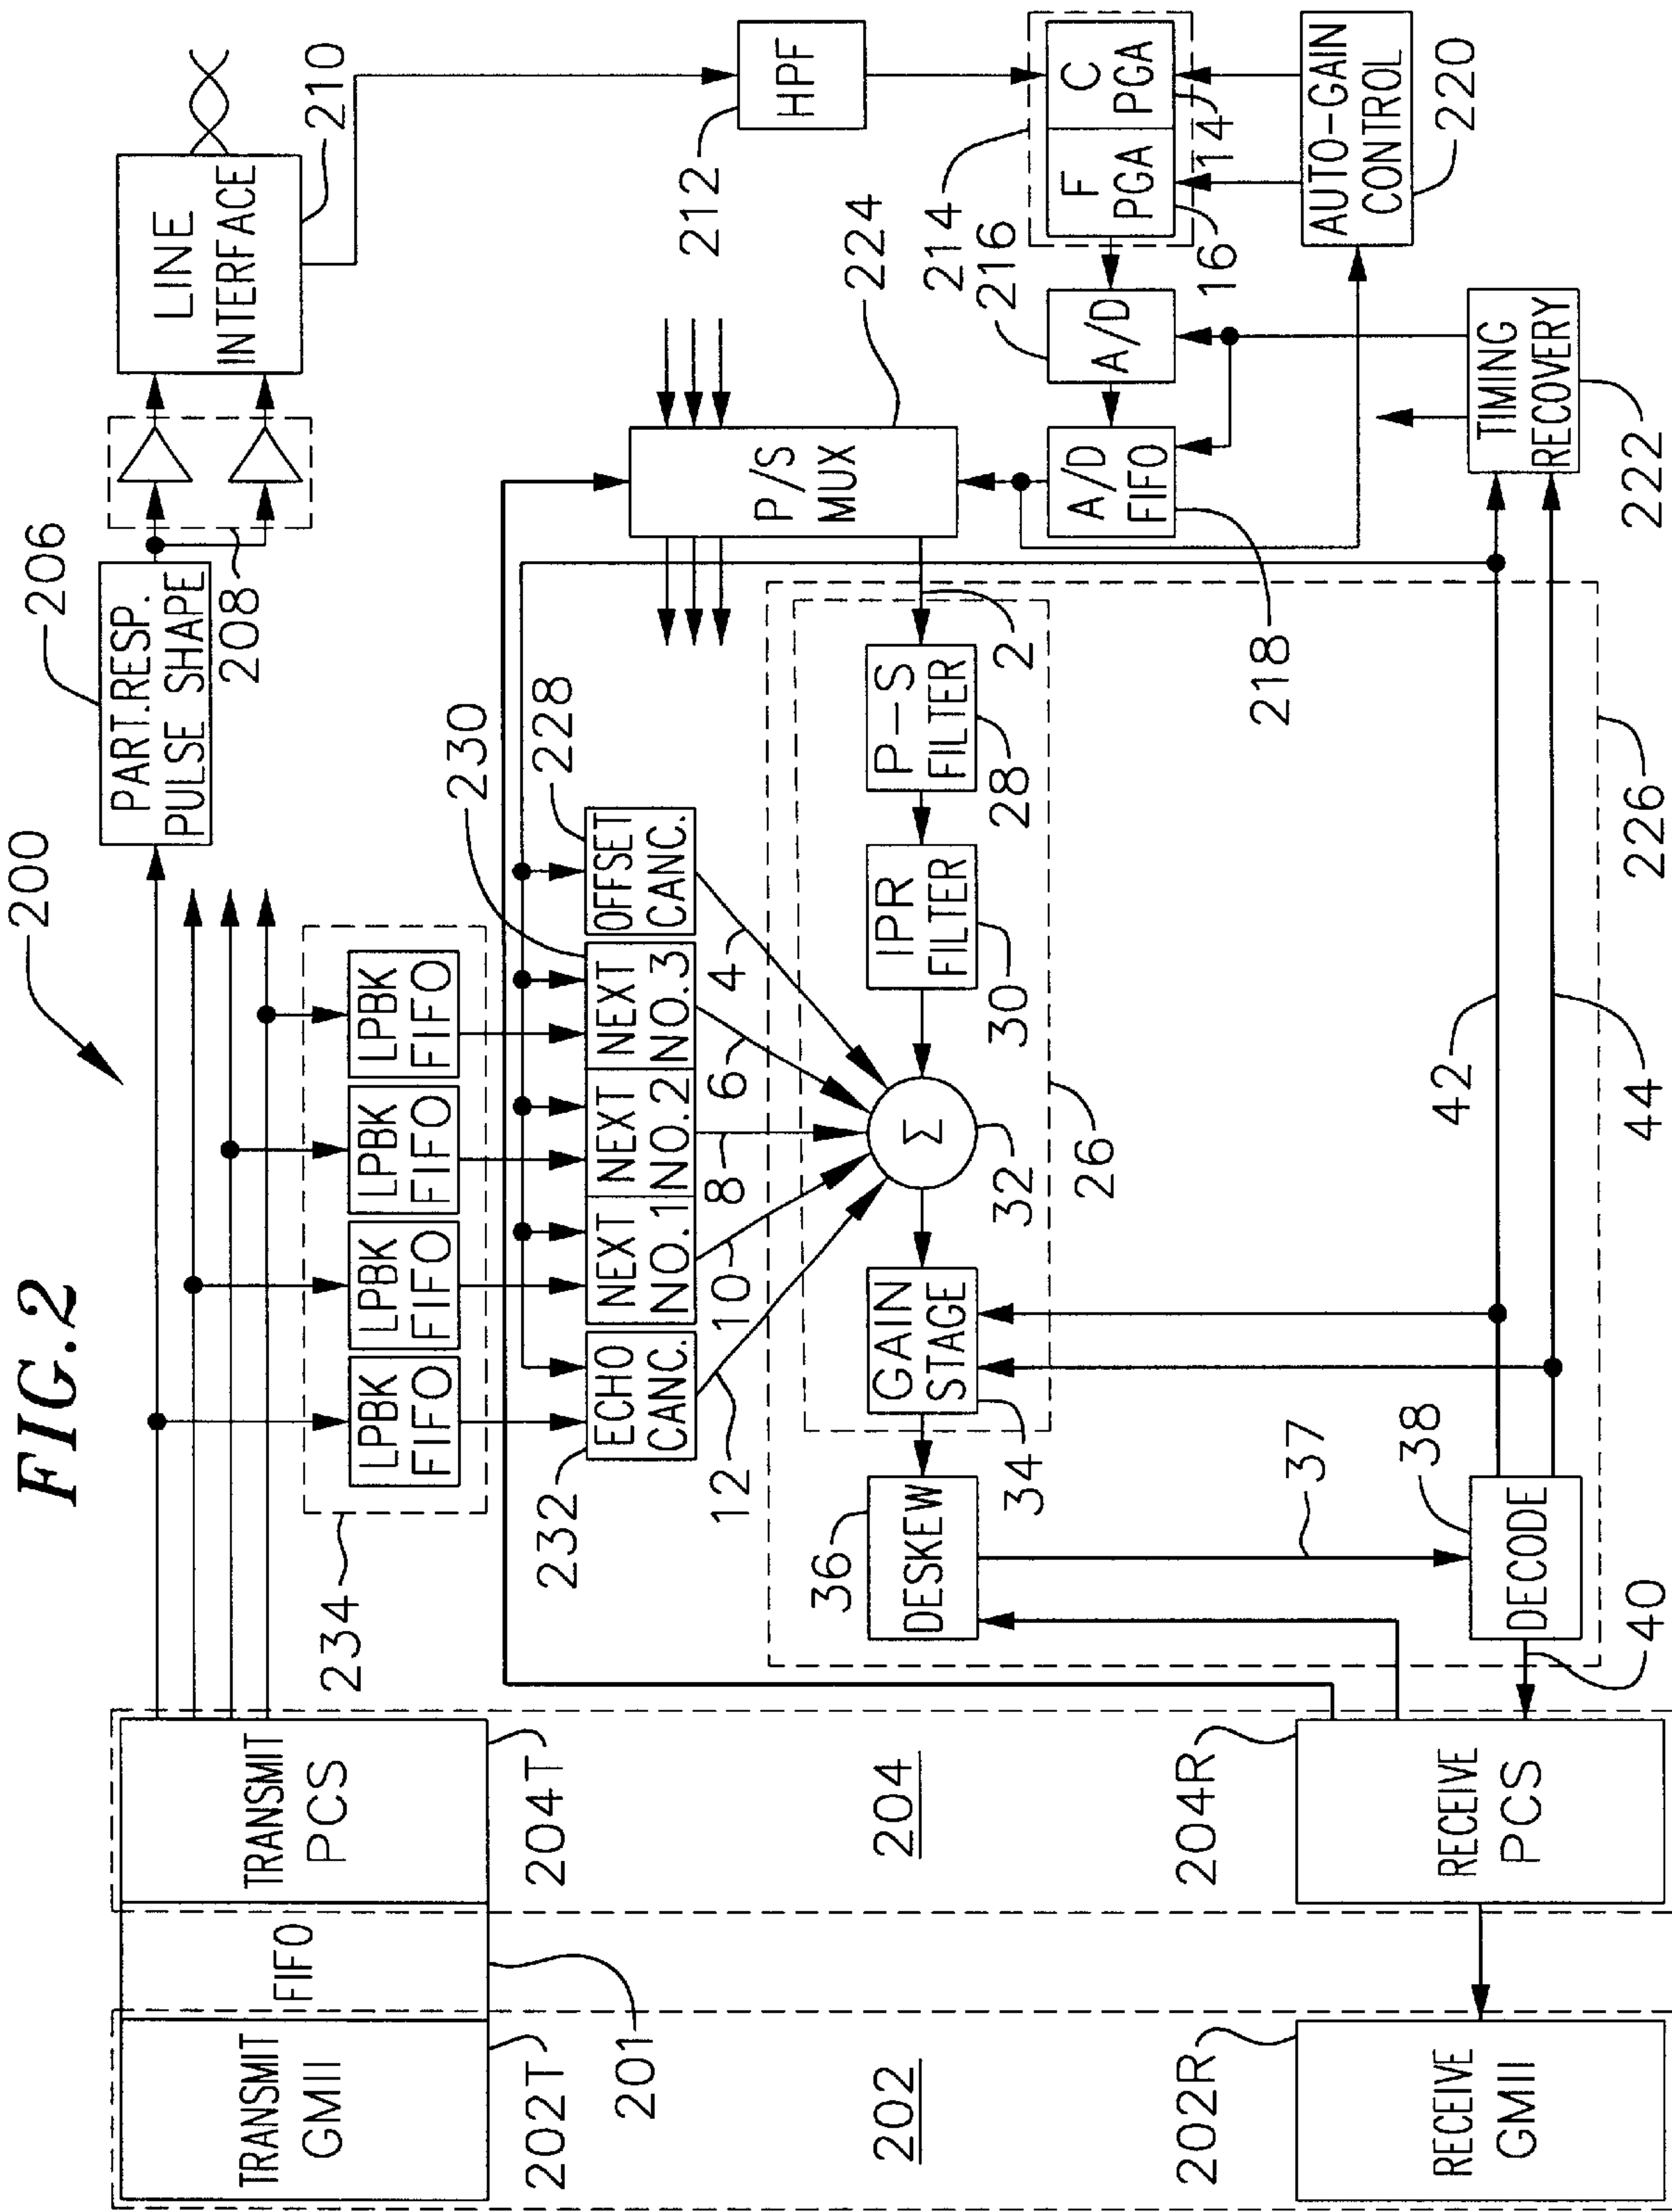 FIG.2
200
TRANSMIT
GMII
202T
FIFO
201
TRANSMIT
PCS
204T
202
204
RECEIVE
GMII
202R
RECEIVE
PCS
204R
PART.RESP.
PULSE SHAPE
206
208
LINE
INTERFACE
210
LPBK
FIFO
LPBK
FIFO
LPBK
FIFO
LPBK
FIFO
234
ECHO
CANC.
232
NEXT
NO.1
NEXT
NO.2
NEXT
NO.3
230
OFFSET
CANC.
228
12
10
8
6
4
P/S
MUX
224
HPF
212
F
PGA
C
PGA
214
16
14
A/D
216
A/D
FIFO
218
AUTO-GAIN
CONTROL
220
TIMING
RECOVERY
222
2
P-S
FILTER
28
IPR
FILTER
30
Σ
32
GAIN
STAGE
34
26
DESKEW
36
37
DECODE
38
40
42
44
226